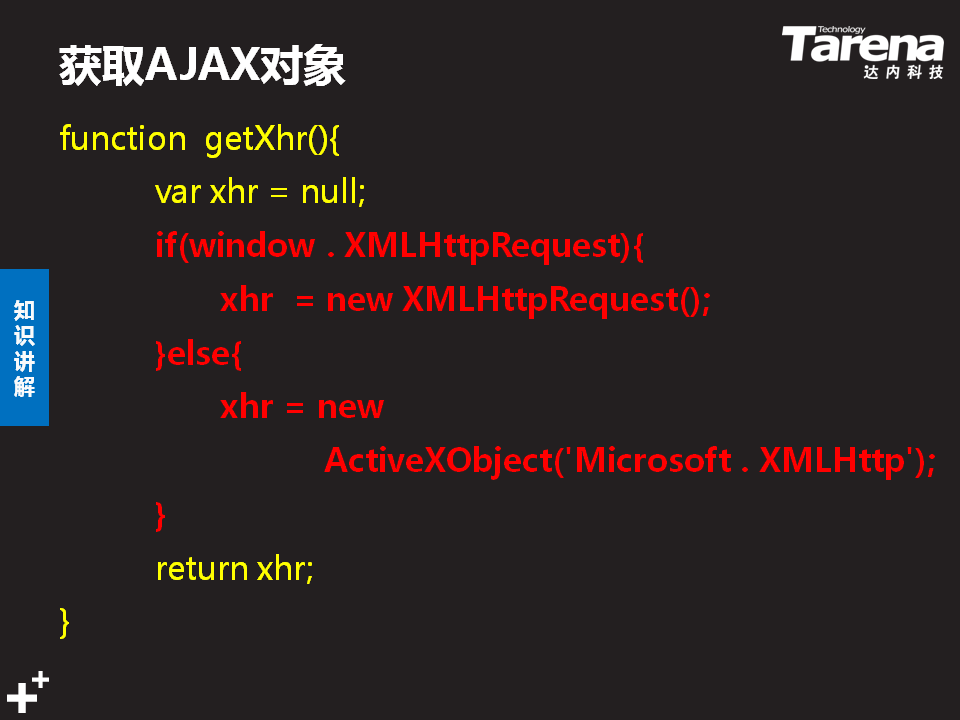 获取AJAX对象
Technology
Tarena
达内科技
function getXhr(){
var xhr = null;
if(window . XMLHttpRequest){
xhr = new XMLHttpRequest();
}else{
xhr = new
ActiveXObject('Microsoft . XMLHttp');
}
return xhr;
}
知识讲解